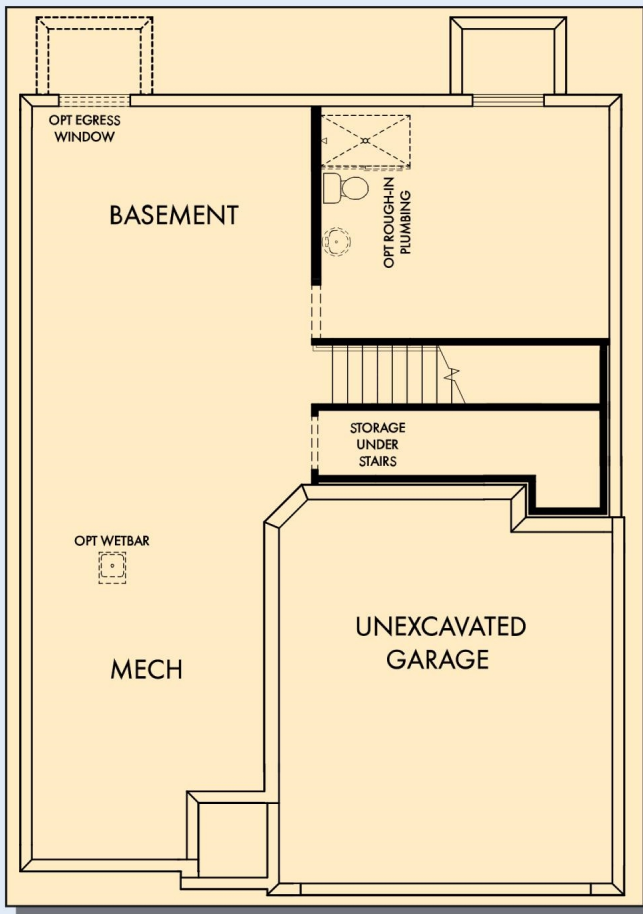 OPT EGRESS
WINDOW
BASEMENT
OPT ROUGH-IN
PLUMBING
STORAGE
UNDER
STAIRS
OPT WETBAR
MECH
UNEXCAVATED
GARAGE